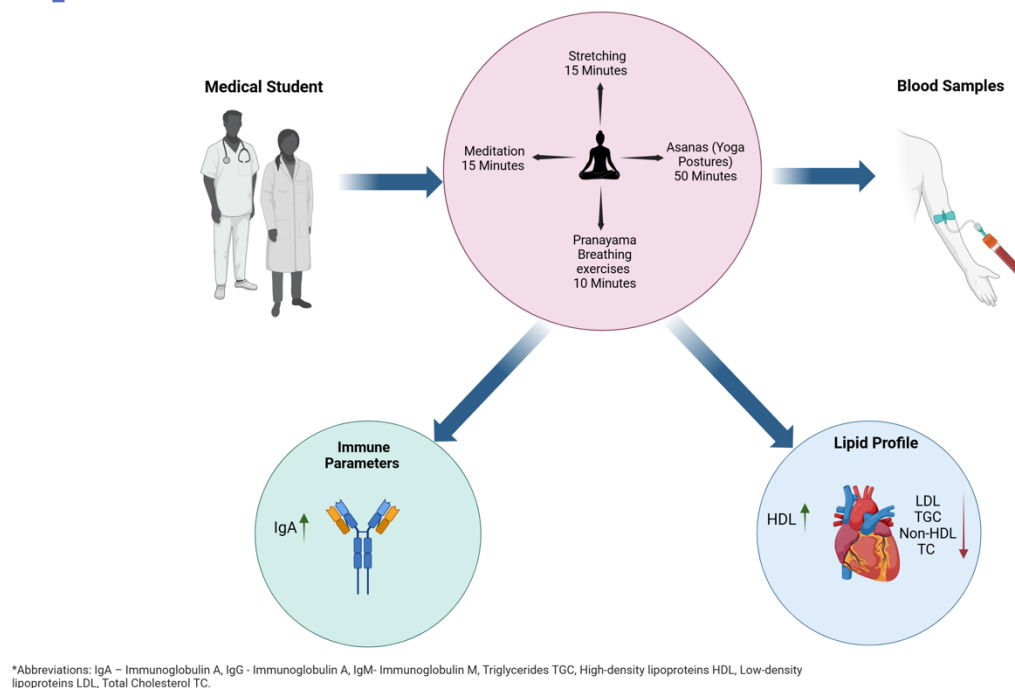 Medical Student
Stretching
15 Minutes
Blood Samples
Meditation
15 Minutes
Asanas (Yoga
Postures)
50 Minutes
Pranayama
Breathing
exercises
10 Minutes
Immune
Parameters
IgA
Lipid Profile
HDL
LDL
TGC
Non-HDL
TC
*Abbreviations: IgA – Immunoglobulin A, IgG - Immunoglobulin A, IgM- Immunoglobulin M, Triglycerides TGC, High-density lipoproteins HDL, Low-density
lipoproteins LDL, Total Cholesterol TC.